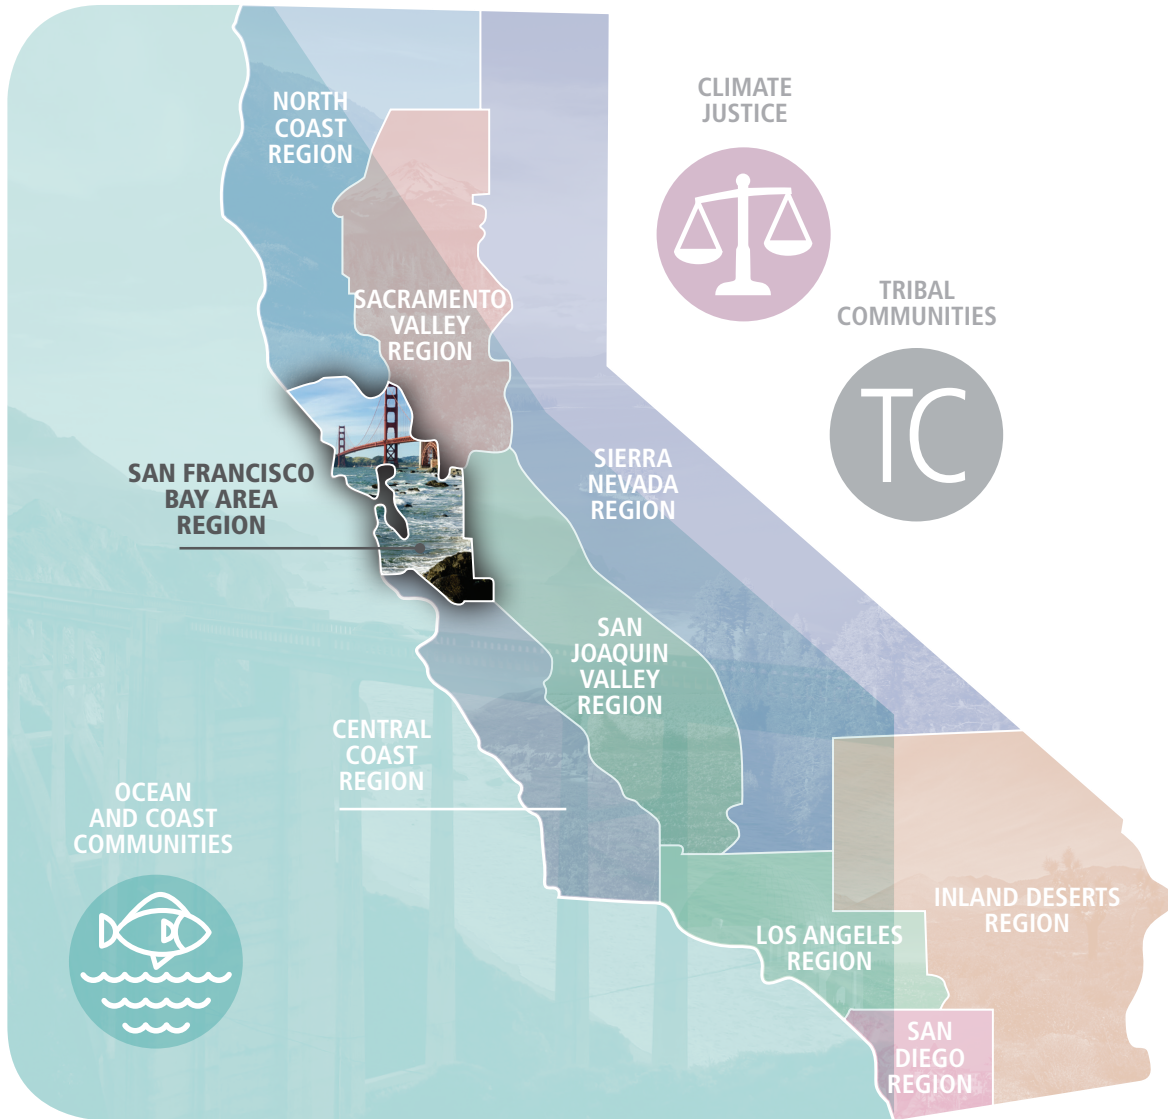 CLIMATE
JUSTICE
NORTH
COAST
REGION
TRIBAL
COMMUNITIES
TC
SACRAMENTO
VALLEY
REGION
SAN FRANCISCO
BAY AREA
REGION
SIERRA
NEVADA
REGION
SAN
JOAQUIN
VALLEY
REGION
CENTRAL
COAST
REGION
OCEAN
AND COAST
COMMUNITIES
INLAND DESERTS
REGION
LOS ANGELES
REGION
SAN
DIEGO
REGION